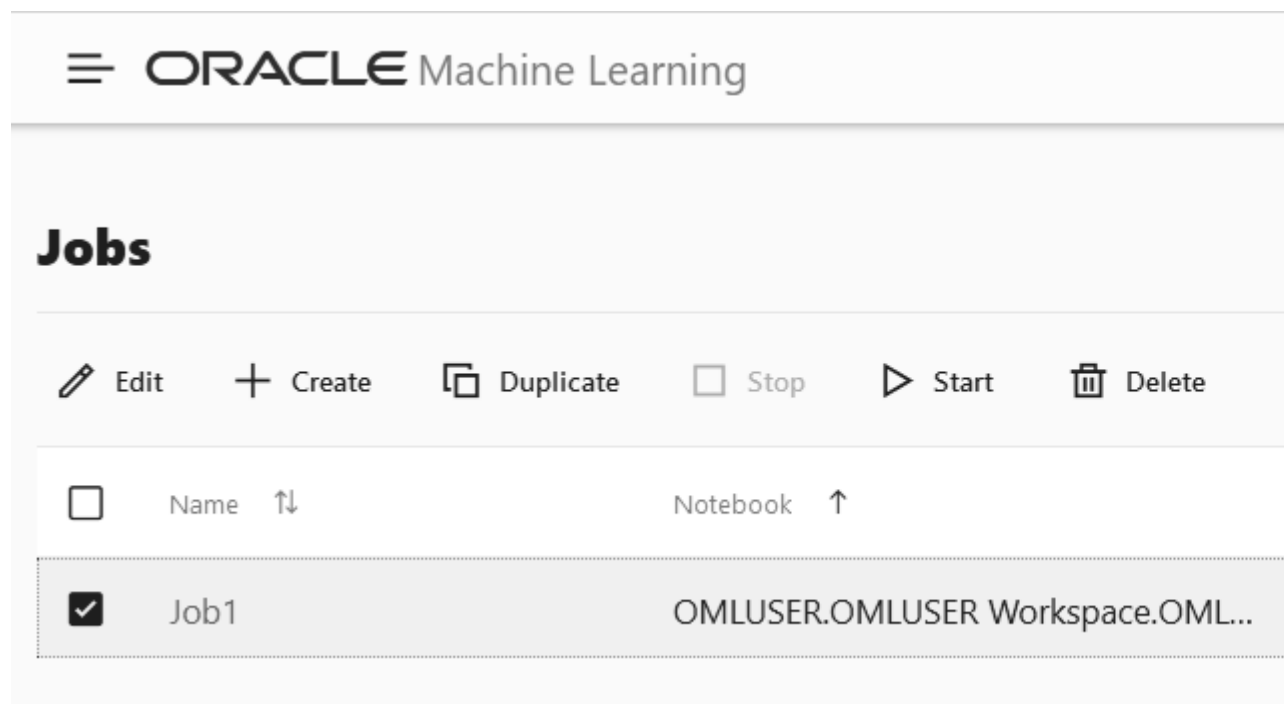 ORACLE Machine Learning
Jobs
Edit Create Duplicate Stop Start Delete
Name Notebook
Job1 OMLUSER.OMLUSER Workspace.OML...